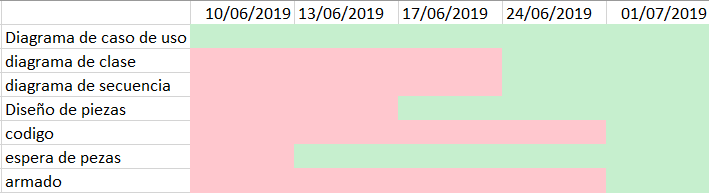 10/06/2019 13/06/2019 17/06/2019 24/06/2019 01/07/2019
Diagrama de caso de uso
diagrama de clase
diagrama de secuencia
Diseño de piezas
codigo
espera de pezas
armado